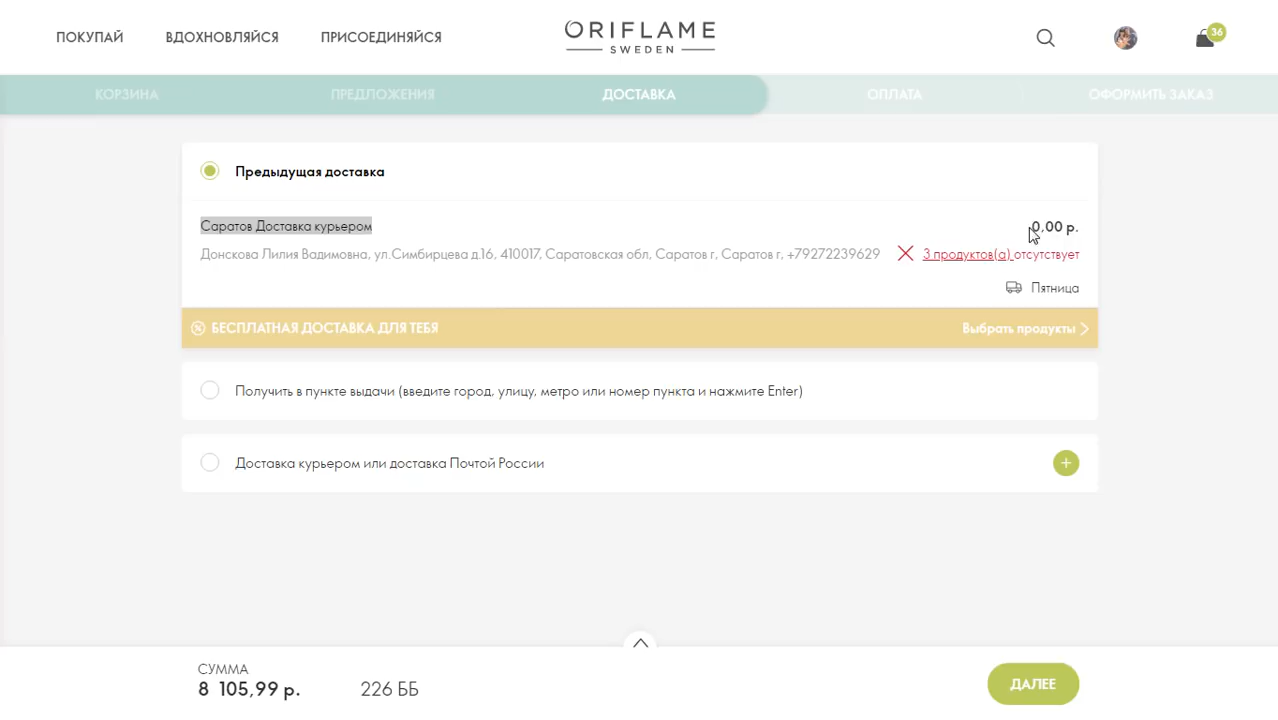 ПОКУПАЙ ВДОХНОВЛЯЙСЯ ПРИСОЕДИНЯЙСЯ
ORIFLAME
SWEDEN
36
КОРЗИНА ПРЕДЛОЖЕНИЯ ДОСТАВКА ОПЛАТА ОФОРМИТЬ ЗАКАЗ
Предыдущая доставка
Саратов Доставка курьером 0,00 р.
Донскова Лилия Вадимовна, ул.Симбирцева д.16, 410017, Саратовская обл, Саратов г, Саратов г, +79272239629 3 продуктов(а) отсутствует
Пятница
БЕСПЛАТНАЯ ДОСТАВКА ДЛЯ ТЕБЯ Выбрать продукты
Получить в пункте выдачи (введите город, улицу, метро или номер пункта и нажмите Enter)
Доставка курьером или доставка Почтой России
СУММА
8 105,99 р. 226 ББ
ДАЛЕЕ